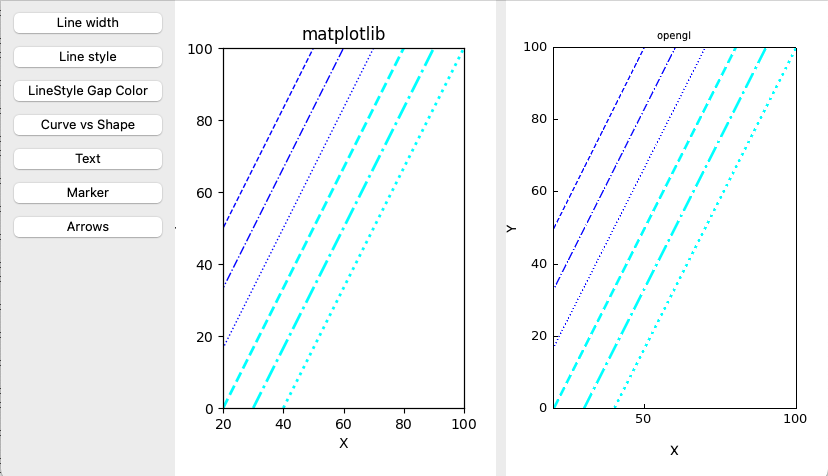 Line width
Line style
LineStyle Gap Color
Curve vs Shape
Text
Marker
Arrows
matplotlib
100
80
60
40
20
0
20 40 60 80 100
X
opengl
100
80
60
40
20
0
Y
50 100
X